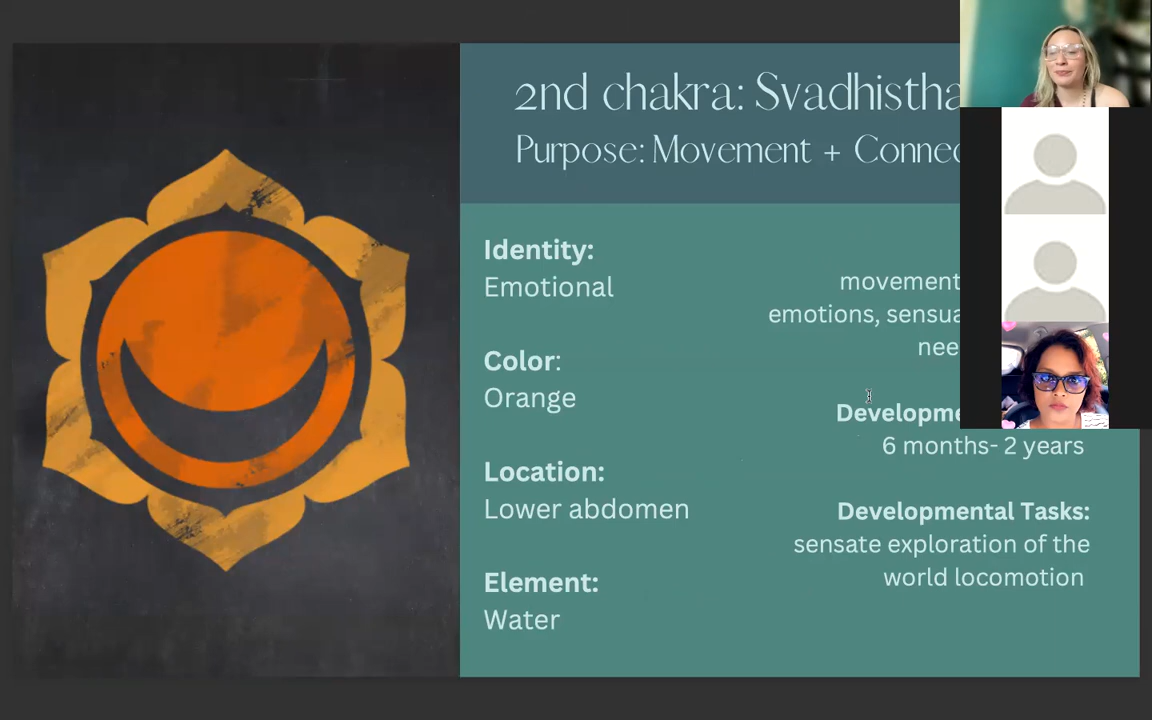 2nd chakra: Svadhistha
Purpose: Movement + Connec
Identity:
Emotional
Color:
Orange
Location:
Lower abdomen
Element:
Water
movement
emotions, sensua
nee
Developme
6 months- 2 years
Developmental Tasks:
sensate exploration of the
world locomotion